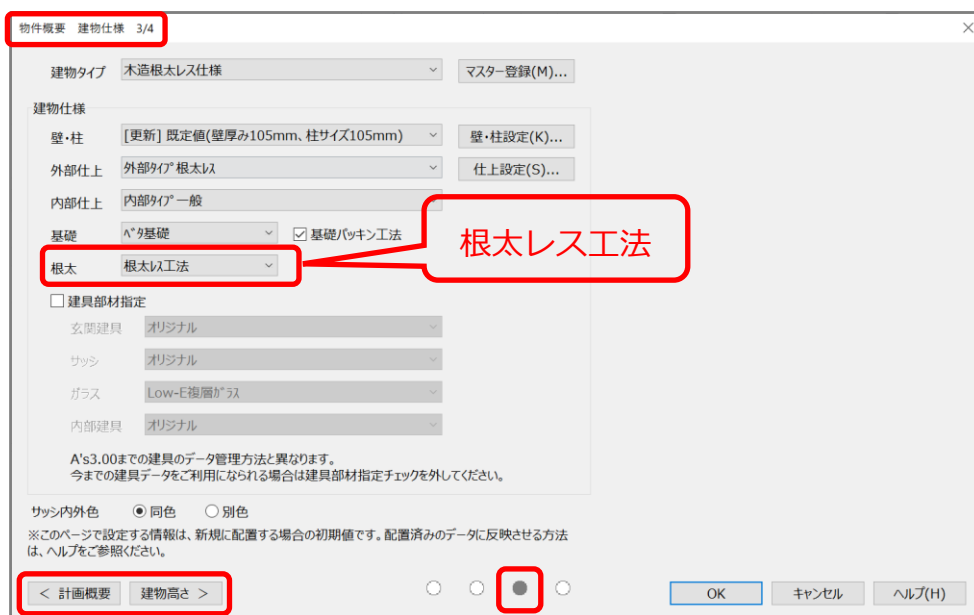 物件概要 建物仕様 3/4
建物タイプ 木造根太レス仕様 マスター登録(M)...
建物仕様
壁・柱 [更新] 既定値(壁厚み105mm、柱サイズ105mm) 壁・柱設定(K)...
外部仕上 外部ﾀｲﾌﾟ根太ﾚｽ 仕上設定(S)...
内部仕上 内部ﾀｲﾌﾟ一般
基礎 ﾍﾞﾀ基礎 基礎パッキン工法
根太 根太ﾚｽ工法
根太レス工法
建具部材指定
玄関建具 オリジナル
サッシ オリジナル
ガラス Low-E複層ｶﾞﾗｽ
内部建具 オリジナル
A's3.00までの建具のデータ管理方法と異なります。
今までの建具データをご利用になられる場合は建具部材指定チェックを外してください。
サッシ内外色 同色 別色
※このページで設定する情報は、新規に配置する場合の初期値です。配置済みのデータに反映させる方法
は、ヘルプをご参照ください。
< 計画概要 建物高さ > OK キャンセル ヘルプ(H)